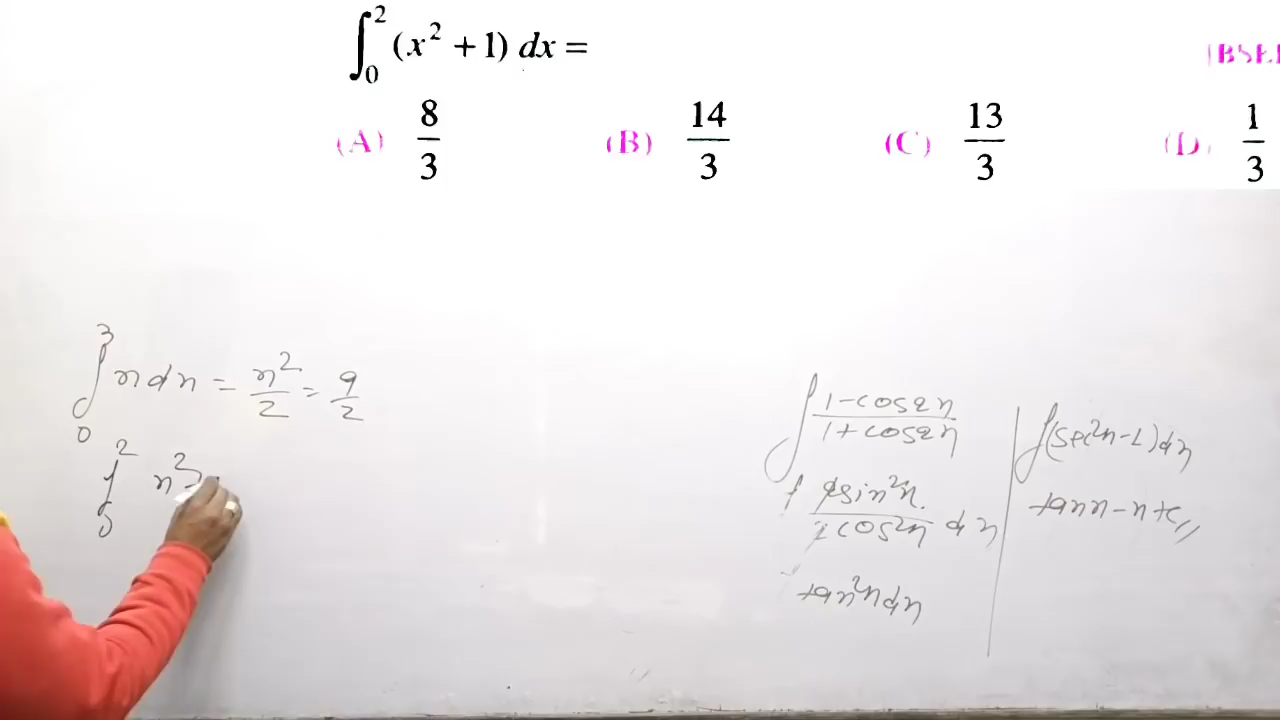 ∫₀² (x² + 1) dx =
(A) 8/3 (B) 14/3 (C) 13/3 (D) 1/3
∫₀³ x dx = x²/2 = 9/2
∫₀² x²
∫ 1-cos2x/1+cos2x
∫ 2sin²x/2cos²x dx
tan²x dx
∫(sec²x-1)dx
tanx-x+c